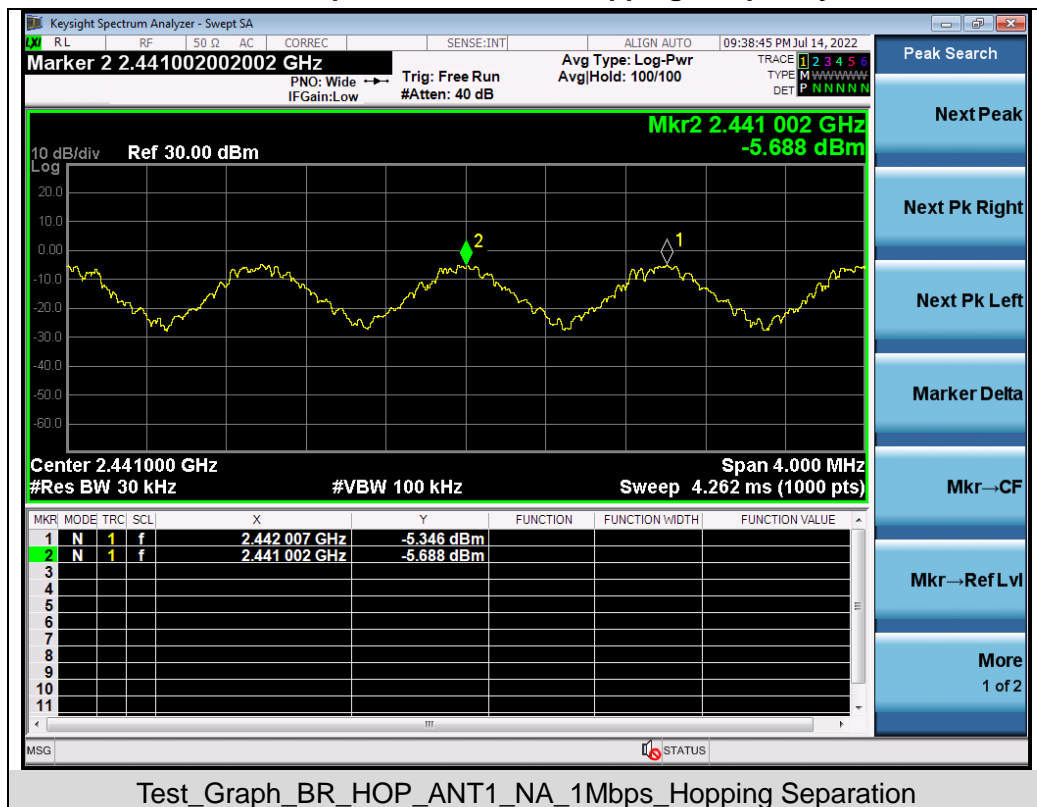 Keysight Spectrum Analyzer - Swept SA
LXI RL RF 50 Ω AC CORREC SENSE:INT ALIGN AUTO 09:38:45 PM Jul 14, 2022
Marker 2 2.441002002002 GHz
PNO: Wide
IFGain:Low
Trig: Free Run
#Atten: 40 dB
Avg Type: Log-Pwr
Avg|Hold: 100/100
TRACE 1 2 3 4 5 6
TYPE M WWWWW
DET P N N N N N
Mkr2 2.441 002 GHz
-5.688 dBm
10 dB/div Ref 30.00 dBm
Log
20.0
10.0
0.00
-10.0
-20.0
-30.0
-40.0
-50.0
-60.0
2
1
Center 2.441000 GHz Span 4.000 MHz
#Res BW 30 kHz #VBW 100 kHz Sweep 4.262 ms (1000 pts)
MKR MODE TRC SCL X Y FUNCTION FUNCTION WIDTH FUNCTION VALUE
1 N 1 f 2.442 007 GHz -5.346 dBm
2 N 1 f 2.441 002 GHz -5.688 dBm
3
4
5
6
7
8
9
10
11
MSG STATUS
Peak Search
Next Peak
Next Pk Right
Next Pk Left
Marker Delta
Mkr→CF
Mkr→Ref Lvl
More
1 of 2
Test_Graph_BR_HOP_ANT1_NA_1Mbps_Hopping Separation